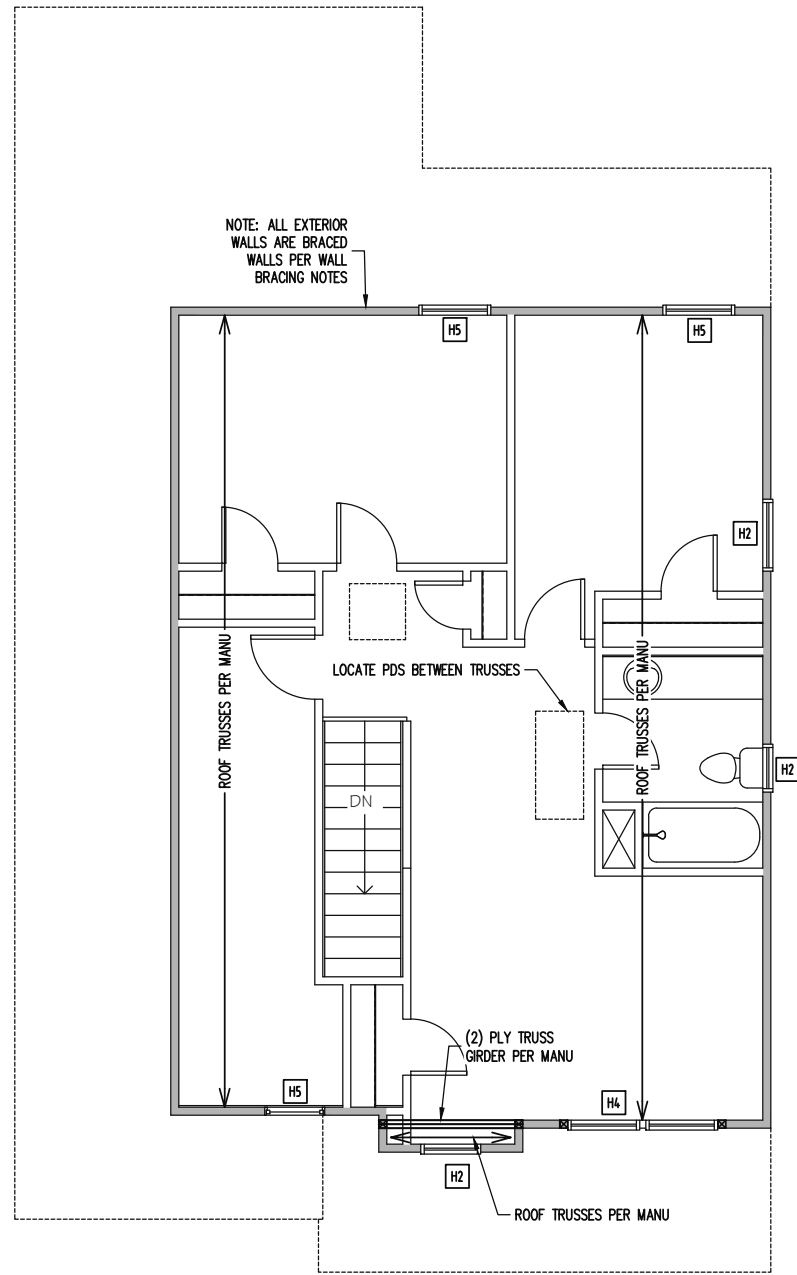 NOTE: ALL EXTERIOR
WALLS ARE BRACED
WALLS PER WALL
BRACING NOTES
H5
H5
H2
ROOF TRUSSES PER MANU
LOCATE PDS BETWEEN TRUSSES
ROOF TRUSSES PER MANU
H2
DN
(2) PLY TRUSS
GIRDER PER MANU
H5
H4
H2
ROOF TRUSSES PER MANU